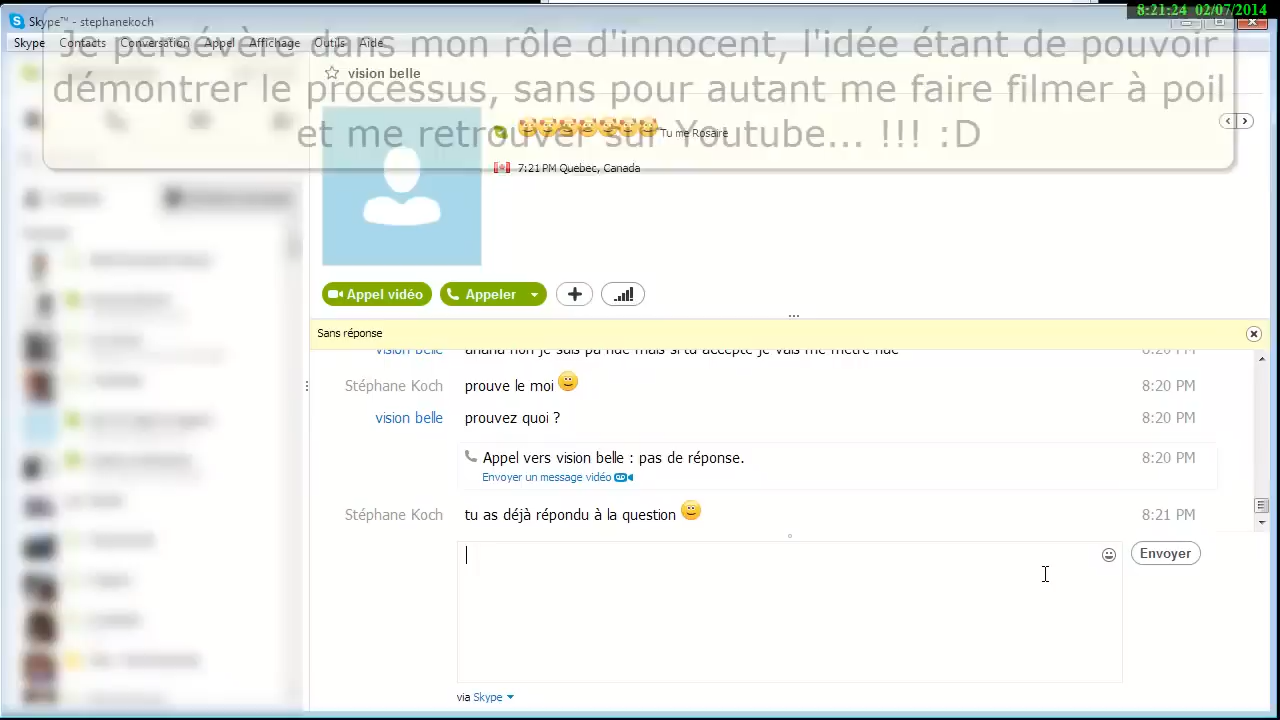 8:21:24 02/07/2014
Skype™ - stephanekoch
Skype Contacts Conversation Appel Affichage Outils Aide
Je persévère dans mon rôle d'innocent, l'idée étant de pouvoir
démontrer le processus, sans pour autant me faire filmer à poil
et me retrouver sur Youtube... !!! :D
vision belle
Tu me Rosaire
7:21 PM Quebec, Canada
Appel vidéo
Appeler
Sans réponse
vision belle ahaha non je suis pa nue mais si tu accepte je vais me metre nue 8:20 PM
Stéphane Koch prouve le moi 8:20 PM
vision belle prouvez quoi ? 8:20 PM
Appel vers vision belle : pas de réponse. 8:20 PM
Envoyer un message vidéo
Stéphane Koch tu as déjà répondu à la question 8:21 PM
Envoyer
via Skype